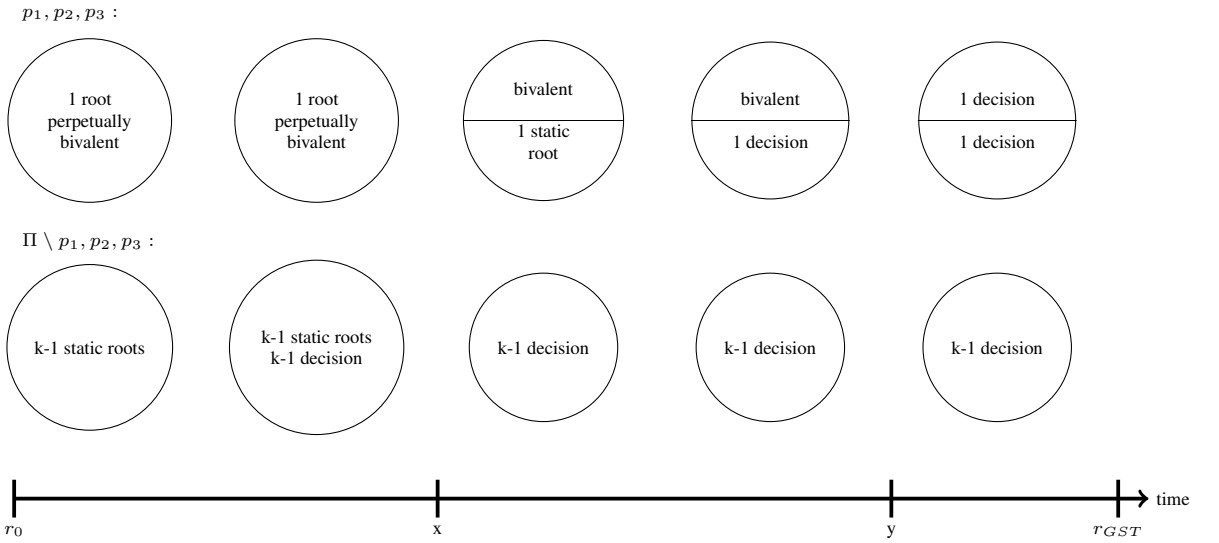 p₁, p₂, p₃ :
1 root
perpetually
bivalent
1 root
perpetually
bivalent
bivalent
1 static
root
bivalent
1 decision
1 decision
1 decision
Π \ p₁, p₂, p₃ :
k-1 static roots
k-1 static roots
k-1 decision
k-1 decision
k-1 decision
k-1 decision
time
r₀
x
y
r_GST